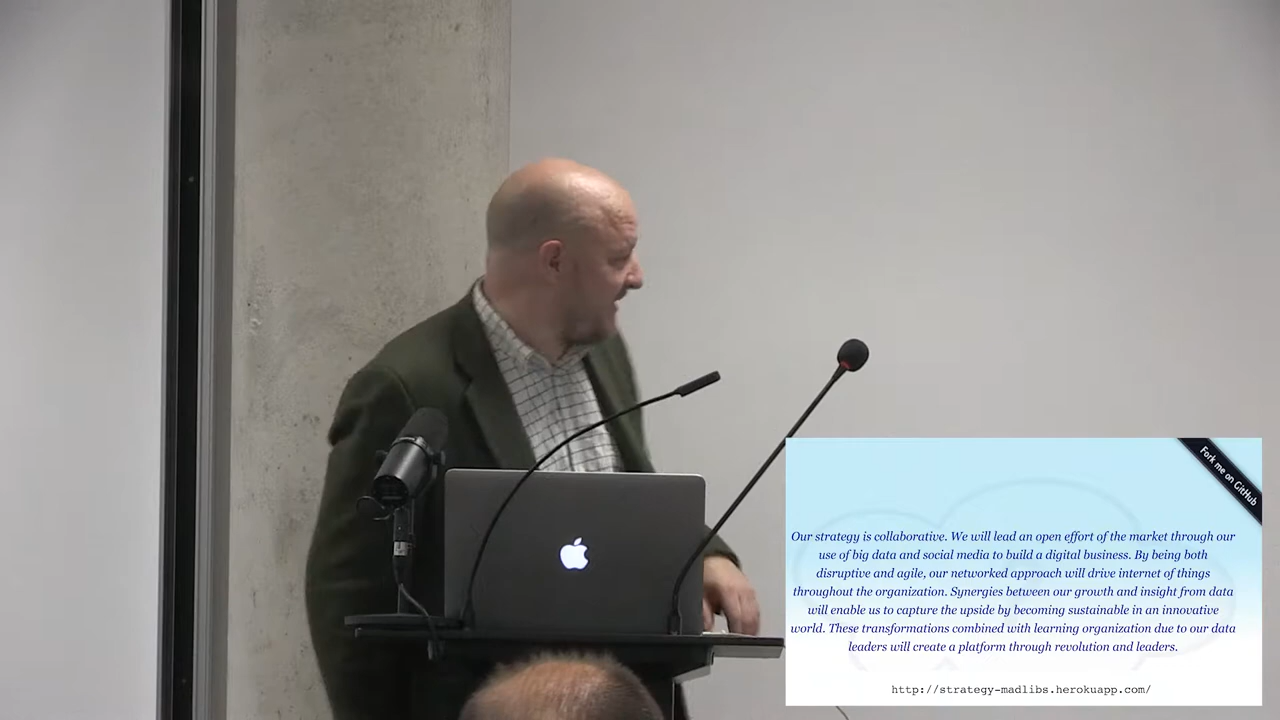 Fork me on GitHub
Our strategy is collaborative. We will lead an open effort of the market through our
use of big data and social media to build a digital business. By being both
disruptive and agile, our networked approach will drive internet of things
throughout the organization. Synergies between our growth and insight from data
will enable us to capture the upside by becoming sustainable in an innovative
world. These transformations combined with learning organization due to our data
leaders will create a platform through revolution and leaders.
http://strategy-madlibs.herokuapp.com/